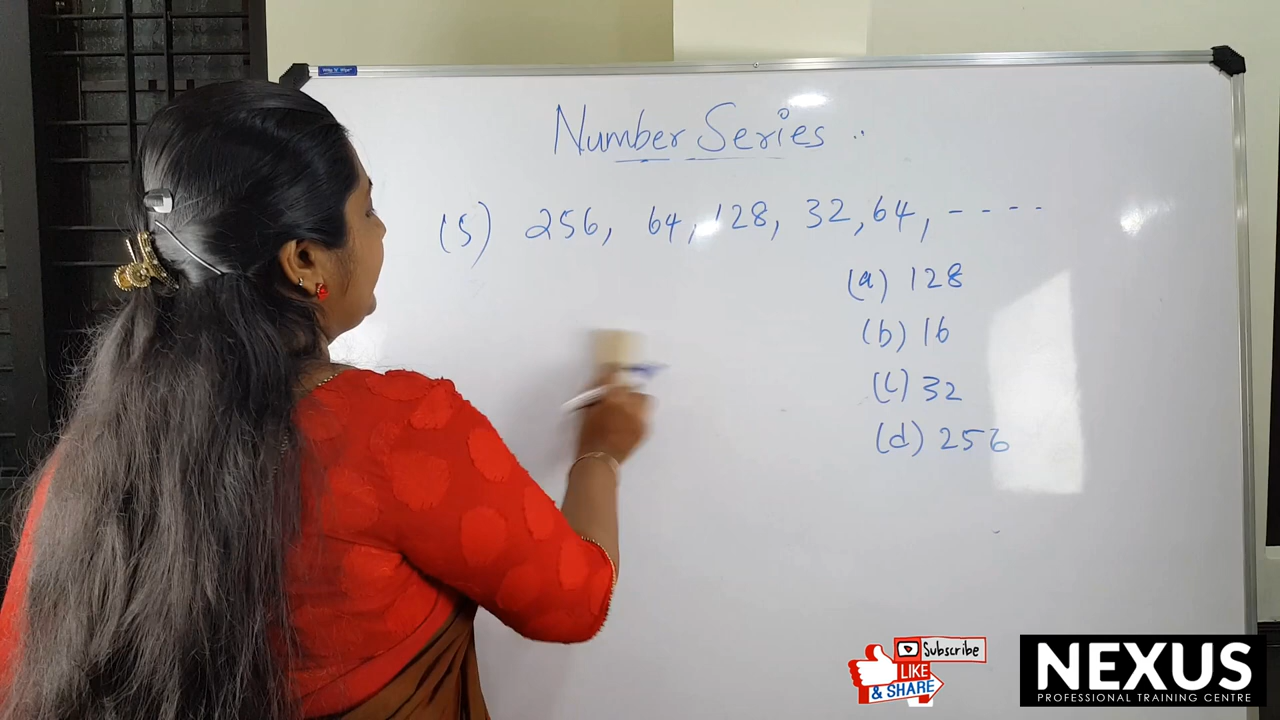 Number Series ..
(5) 256, 64, 128, 32, 64, - - - -
(a) 128
(b) 16
(c) 32
(d) 256
Subscribe
LIKE
& SHARE
NEXUS
PROFESSIONAL TRAINING CENTRE